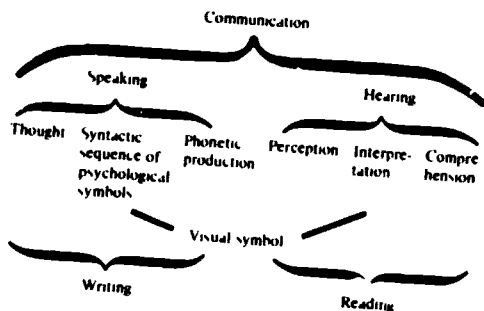 Communication
Speaking
Hearing
Thought
Syntactic
sequence of
psychological
symbols
Phonetic
production
Perception
Interpre-
tation
Compre
hension
Visual symbol
Writing
Reading